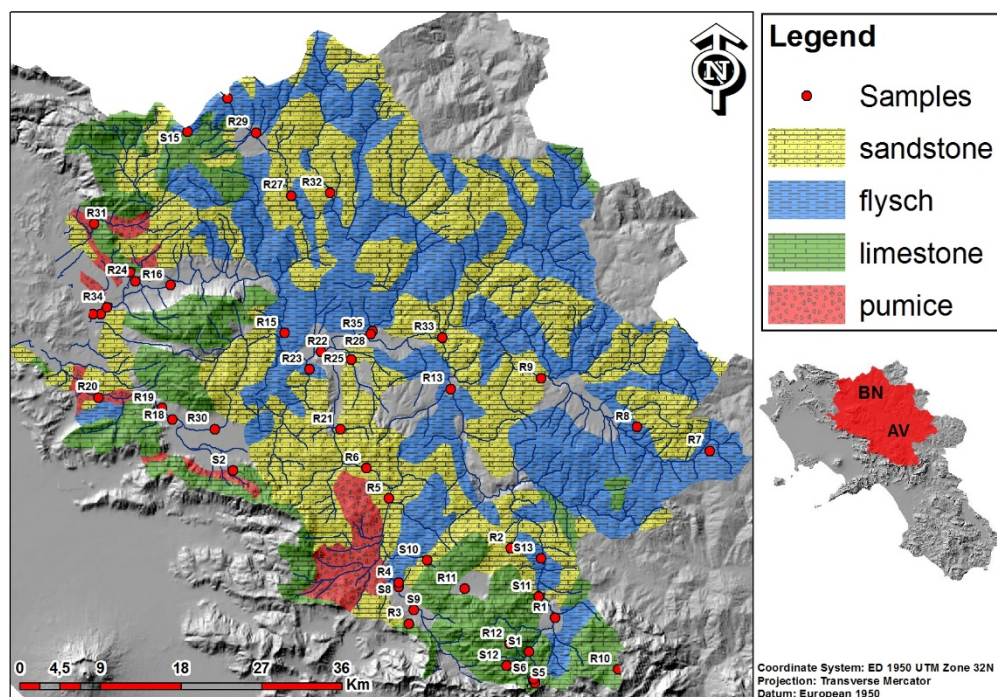 Legend
Samples
sandstone
flysch
limestone
pumice
N
R29
S15
R27
R32
R31
R24
R16
R34
R15
R35
R28
R33
R22
R23
R25
R13
R9
R20
R19
R18
R30
R21
R8
R7
S2
R6
R5
S10
R2
S13
R4
S8
R11
S11
S9
R3
R1
R12
S1
S12
S6
S5
R10
0 4,5 9 18 27 36
Km
BN
AV
Coordinate System: ED 1950 UTM Zone 32N
Projection: Transverse Mercator
Datum: European 1950